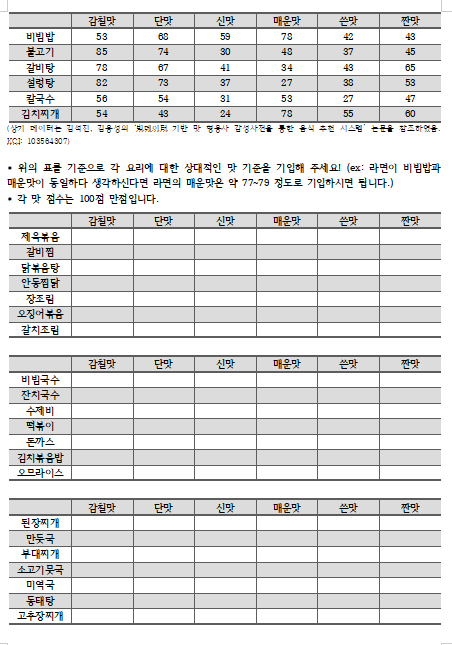 감칠맛 단맛 신맛 매운맛 쓴맛 짠맛
비빔밥 53 68 59 78 42 43
불고기 85 74 30 48 37 45
갈비탕 78 67 41 34 43 65
설렁탕 82 73 37 27 38 53
칼국수 56 54 31 53 27 47
김치찌개 54 43 24 78 55 60
(상기 데이터는 김석진, 김응성의 '빅데이터 기반 맛 형용사 감성사전을 통한 음식 추천 시스템' 논문을 참고하였음.
: 103564307)
* 위의 표를 기준으로 각 요리에 대한 상대적인 맛 기준을 기입해 주세요! (ex: 라면이 비빔밥과
매운맛이 동일하다 생각하신다면 라면의 매운맛은 약 77~79 정도로 기입하시면 됩니다.)
* 각 맛 점수는 100점 만점입니다.
감칠맛 단맛 신맛 매운맛 쓴맛 짠맛
제육볶음
갈비찜
닭볶음탕
안동찜닭
장조림
오징어볶음
갈치조림
감칠맛 단맛 신맛 매운맛 쓴맛 짠맛
비빔국수
잔치국수
수제비
떡볶이
돈까스
김치볶음밥
오므라이스
감칠맛 단맛 신맛 매운맛 쓴맛 짠맛
된장찌개
만둣국
부대찌개
소고기뭇국
미역국
동태탕
고추장찌개